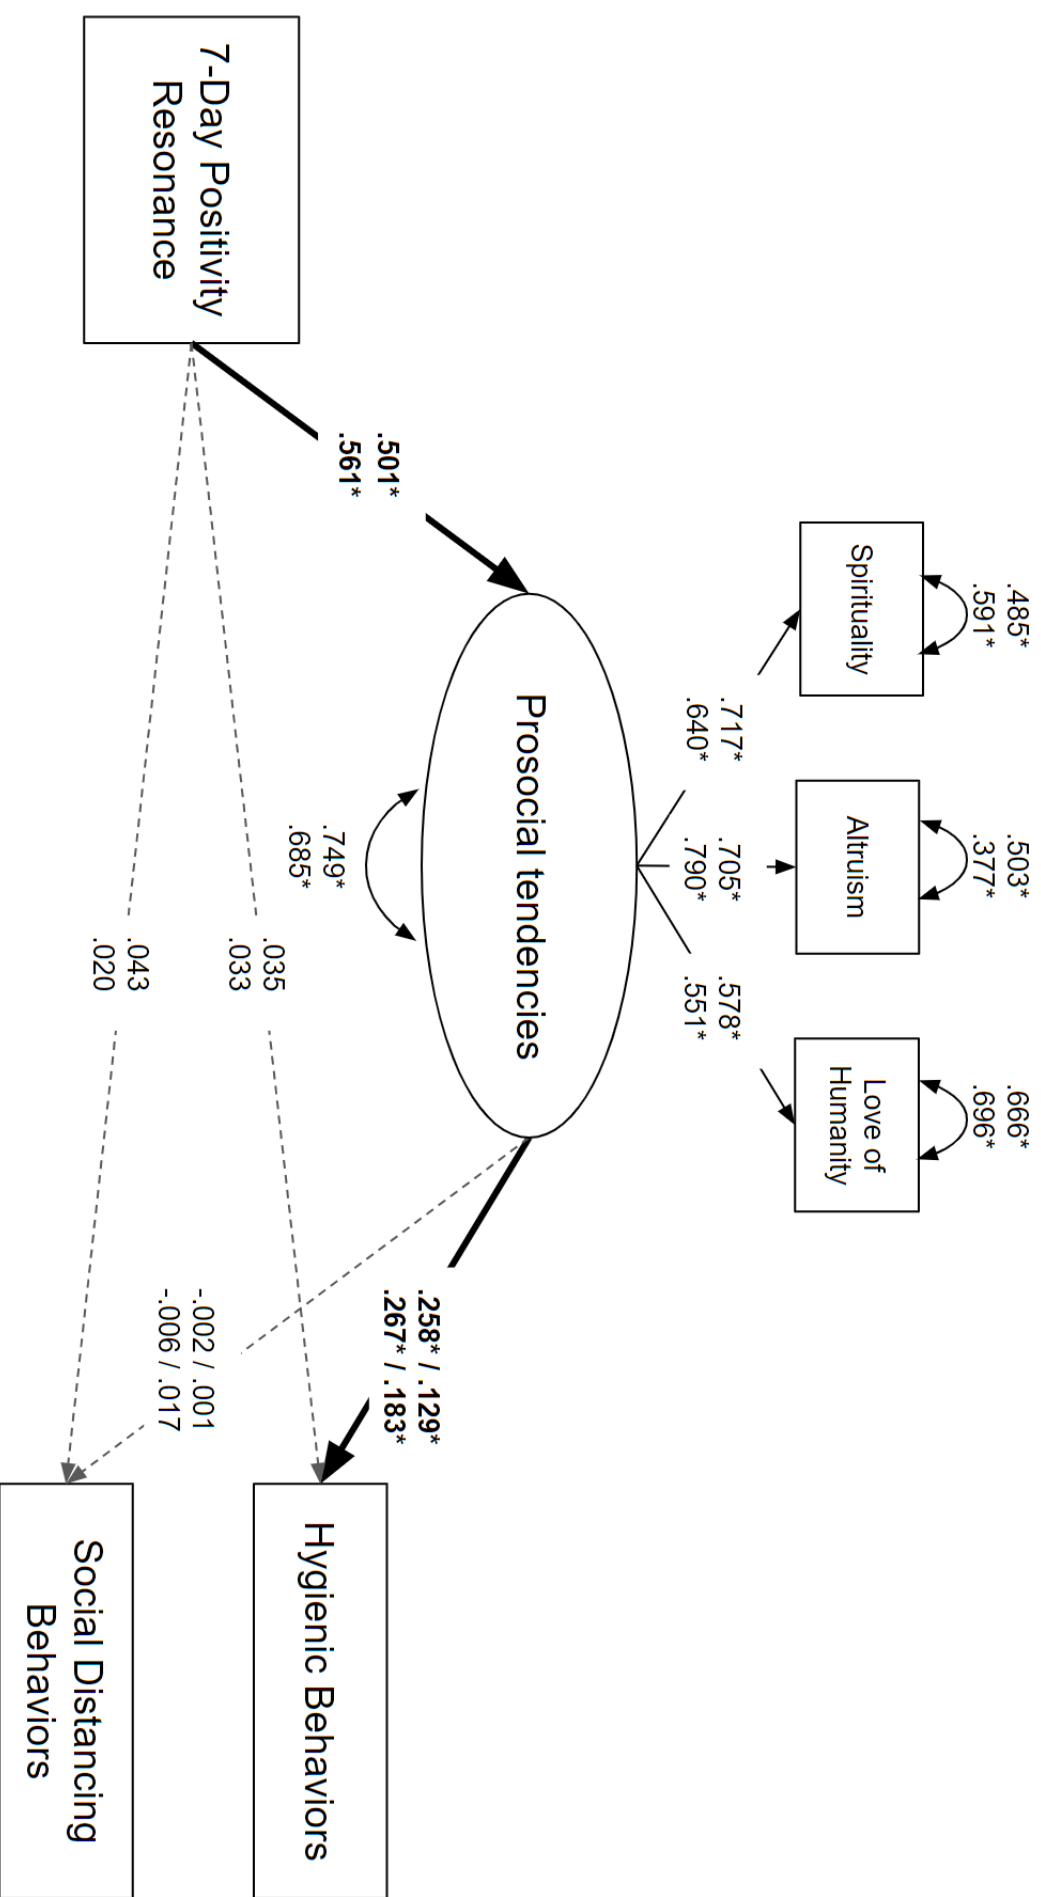 .485*
.591*
.503*
.377*
.666*
.696*
Spirituality
Altruism
Love of
Humanity
.717*
.640*
.705*
.790*
.578*
.551*
Prosocial tendencies
.749*
.685*
.501*
.561*
7-Day Positivity
Resonance
.258* / .129*
.267* / .183*
.035
.033
.043
.020
-.002 / .001
-.006 / .017
Hygienic Behaviors
Social Distancing
Behaviors